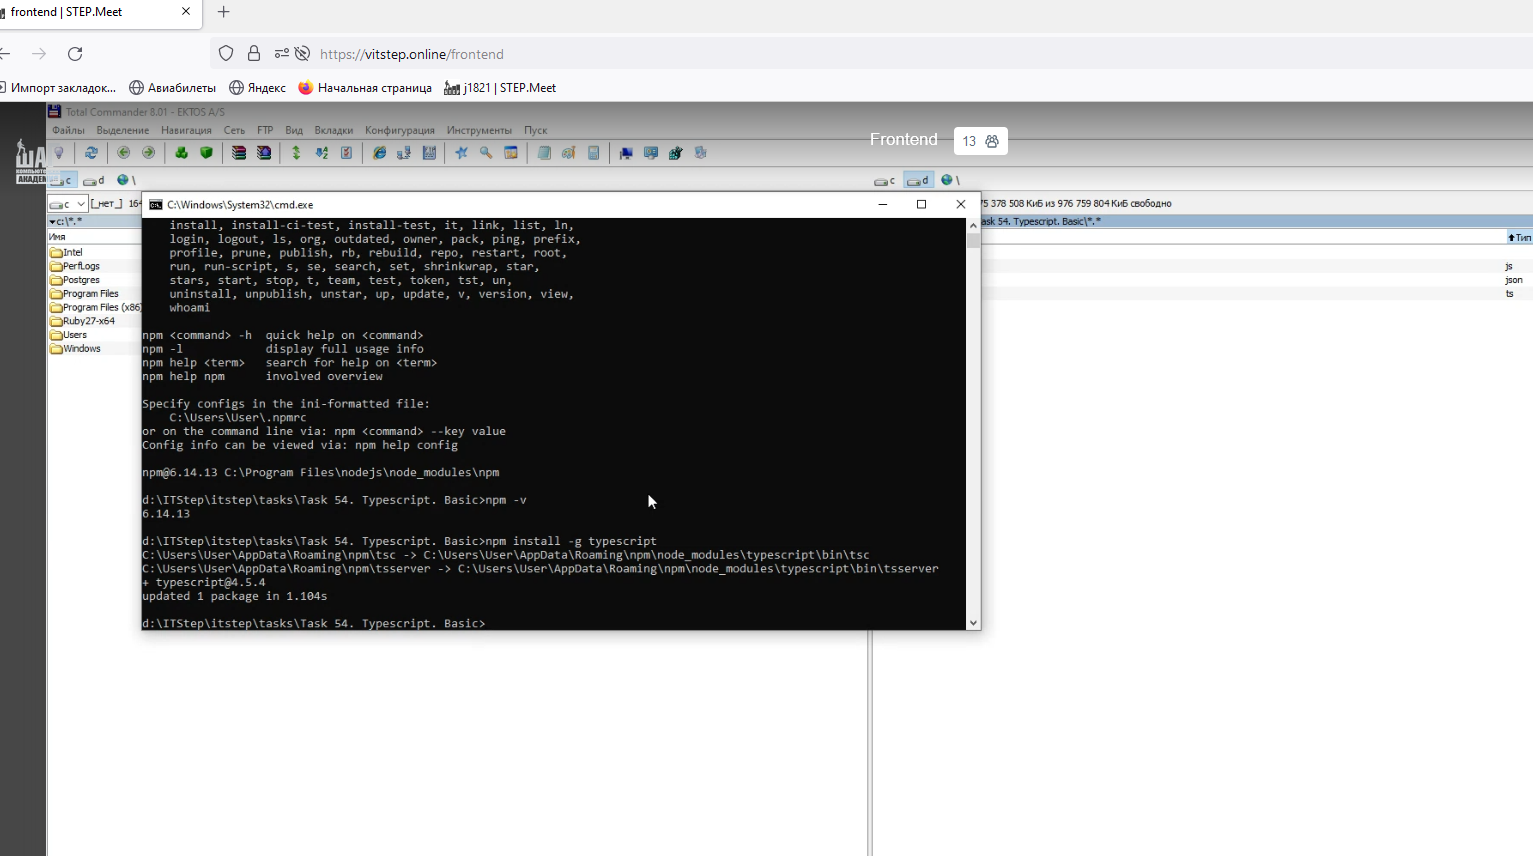 frontend | STEP.Meet
https://vitstep.online/frontend
Импорт закладок...
Авиабилеты
Яндекс
Начальная страница
j1821 | STEP.Meet
Total Commander 8.01 - EKTOS A/S
Файлы Выделение Навигация Сеть FTP Вид Вкладки Конфигурация Инструменты Пуск
Frontend 13
ША
КОМПЬЮТ
АКАДЕМ
c d \
c d \
c [_нет_] 164
75 378 508 КиБ из 976 759 804 КиБ свободно
c:\*.*
ask 54. Typescript. Basic\*.*
Имя
Тип
Intel
PerfLogs
js
Postgres
json
Program Files
ts
Program Files (x86)
Ruby27-x64
Users
Windows
C:\Windows\System32\cmd.exe
install, install-ci-test, install-test, it, link, list, ln,
login, logout, ls, org, outdated, owner, pack, ping, prefix,
profile, prune, publish, rb, rebuild, repo, restart, root,
run, run-script, s, se, search, set, shrinkwrap, star,
stars, start, stop, t, team, test, token, tst, un,
uninstall, unpublish, unstar, up, update, v, version, view,
whoami
npm <command> -h quick help on <command>
npm -l display full usage info
npm help <term> search for help on <term>
npm help npm involved overview
Specify configs in the ini-formatted file:
C:\Users\User\.npmrc
or on the command line via: npm <command> --key value
Config info can be viewed via: npm help config
npm@6.14.13 C:\Program Files\nodejs\node_modules\npm
d:\ITStep\itstep\tasks\Task 54. Typescript. Basic>npm -v
6.14.13
d:\ITStep\itstep\tasks\Task 54. Typescript. Basic>npm install -g typescript
C:\Users\User\AppData\Roaming\npm\tsc -> C:\Users\User\AppData\Roaming\npm\node_modules\typescript\bin\tsc
C:\Users\User\AppData\Roaming\npm\tsserver -> C:\Users\User\AppData\Roaming\npm\node_modules\typescript\bin\tsserver
+ typescript@4.5.4
updated 1 package in 1.104s
d:\ITStep\itstep\tasks\Task 54. Typescript. Basic>